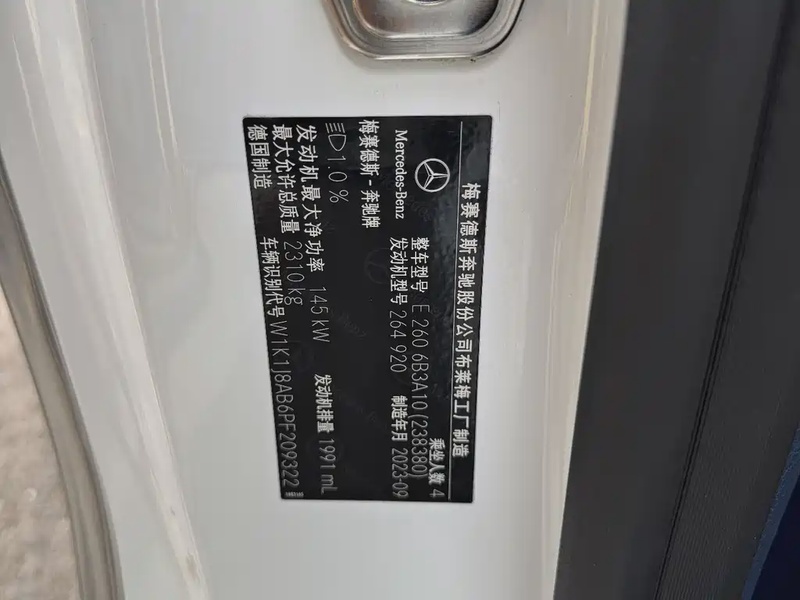 梅赛德斯奔驰股份公司布莱梅工厂制造
Mercedes-Benz
梅赛德斯-奔驰牌
整车型号 E 260 6B3A10 (238380)
乘坐人数 4
发动机型号 264 920
制造年月 2023-09
1.0 %
发动机最大净功率 145 kW
发动机排量 1991 mL
最大允许总质量 2310 kg
德国制造
车辆识别代号 W1K1J8AB6PF209322